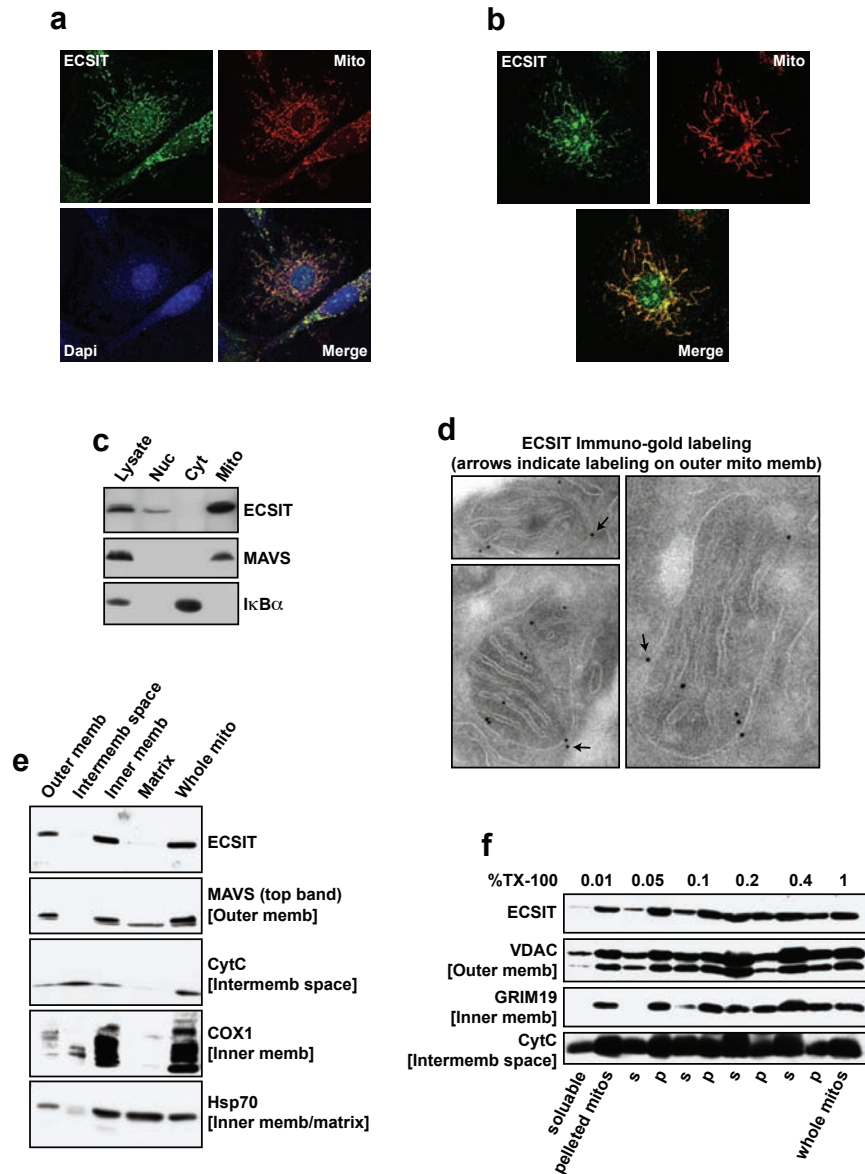 a
ECSIT
Mito
Dapi
Merge
b
ECSIT
Mito
Merge
c
Lysate
Nuc
Cyt
Mito
ECSIT
MAVS
IκBα
d
ECSIT Immuno-gold labeling
(arrows indicate labeling on outer mito memb)
e
Outer memb
Intermemb space
Inner memb
Matrix
Whole mito
ECSIT
MAVS (top band)
[Outer memb]
CytC
[Intermemb space]
COX1
[Inner memb]
Hsp70
[Inner memb/matrix]
f
%TX-100 0.01 0.05 0.1 0.2 0.4 1
ECSIT
VDAC
[Outer memb]
GRIM19
[Inner memb]
CytC
[Intermemb space]
soluable
pelleted mitos
s
p
s
p
s
p
s
p
whole mitos